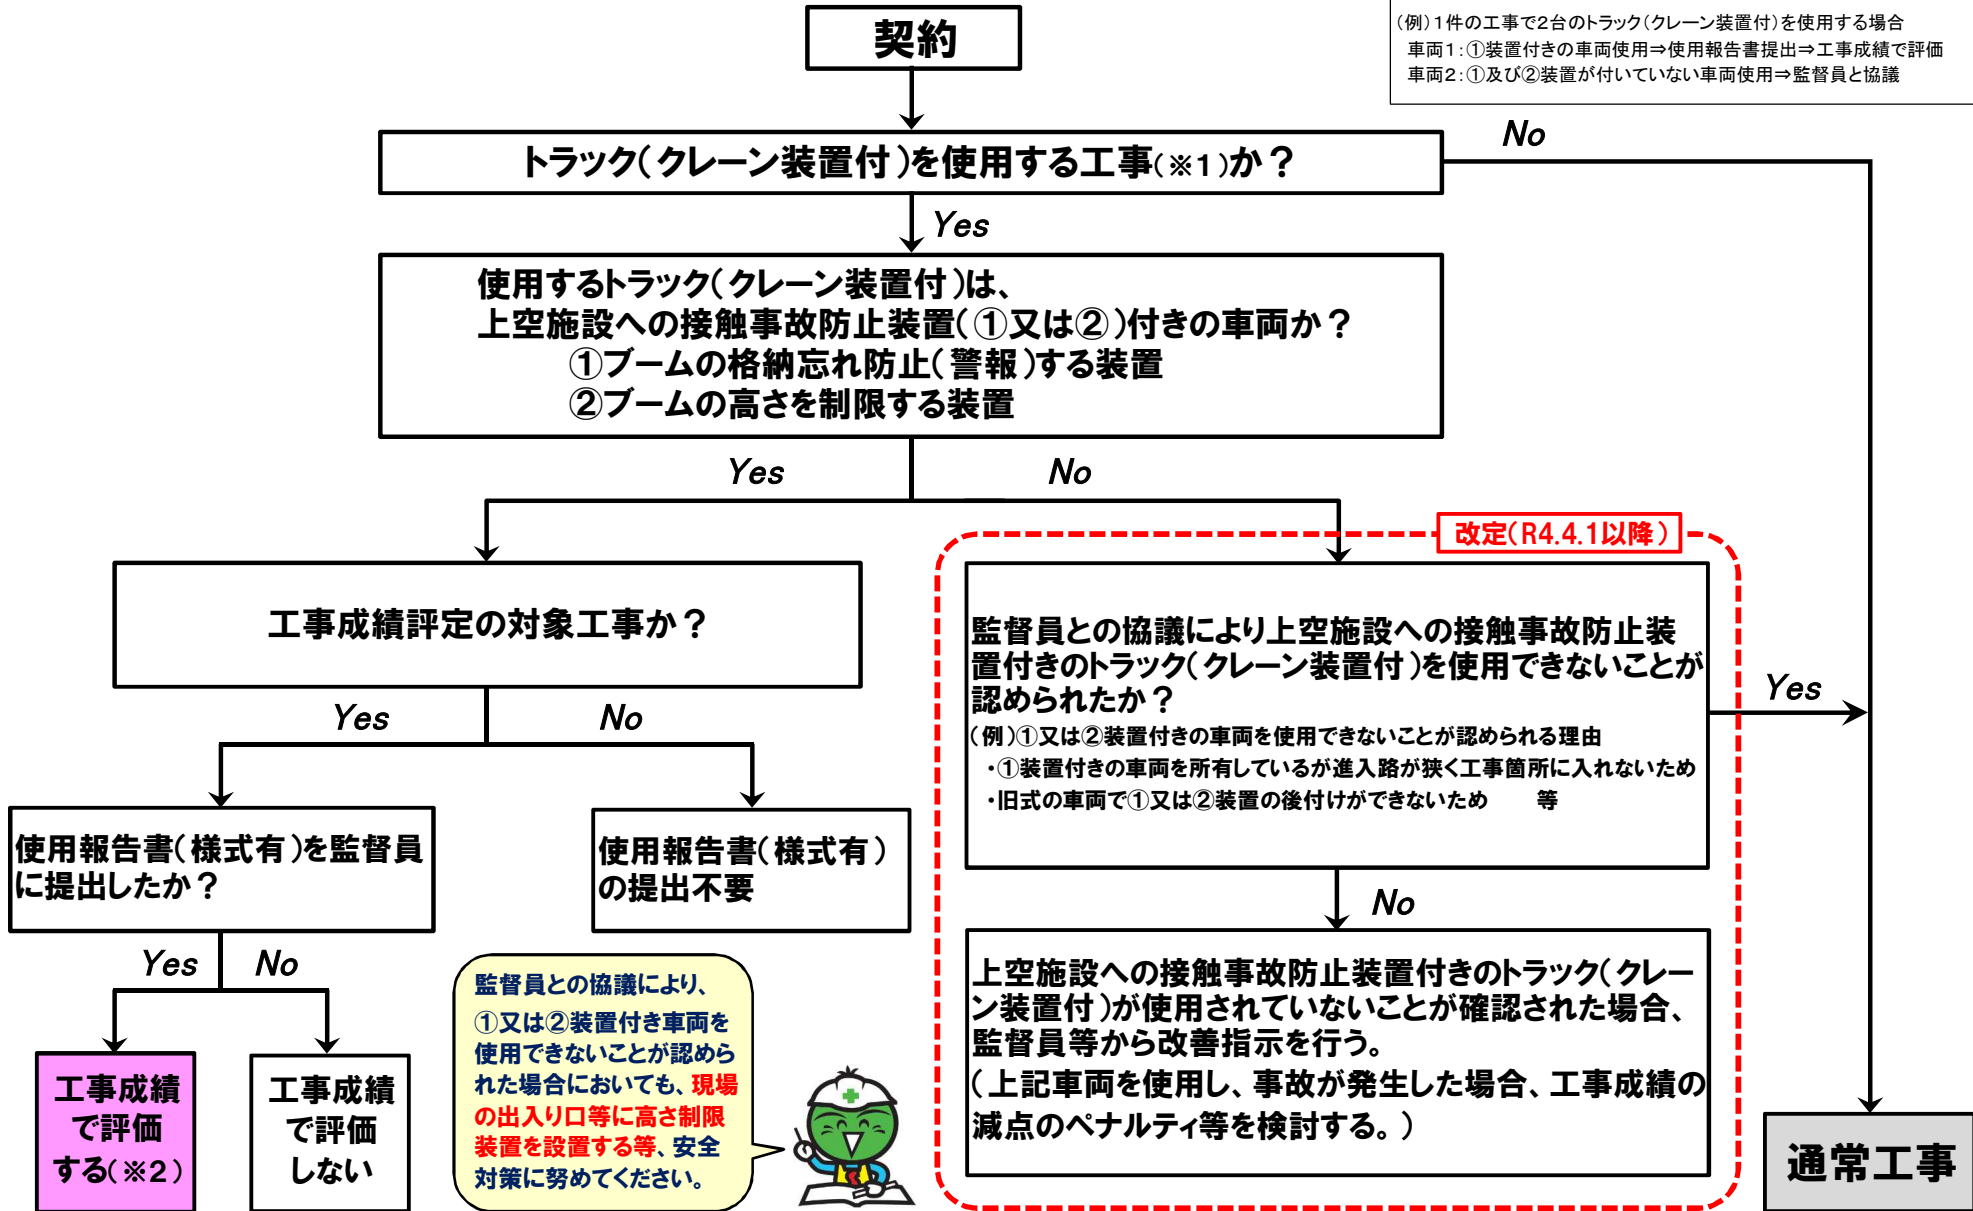 契約
(例)1件の工事で2台のトラック(クレーン装置付)を使用する場合
車両1:①装置付きの車両使用⇒使用報告書提出⇒工事成績で評価
車両2:①及び②装置が付いていない車両使用⇒監督員と協議
トラック(クレーン装置付)を使用する工事(※1)か?
No
Yes
使用するトラック(クレーン装置付)は、
上空施設への接触事故防止装置(①又は②)付きの車両か?
①ブームの格納忘れ防止(警報)する装置
②ブームの高さを制限する装置
Yes
No
改定(R4.4.1以降)
工事成績評定の対象工事か?
監督員との協議により上空施設への接触事故防止装
置付きのトラック(クレーン装置付)を使用できないことが
認められたか?
(例)①又は②装置付きの車両を使用できないことが認められる理由
・①装置付きの車両を所有しているが進入路が狭く工事箇所に入れないため
・旧式の車両で①又は②装置の後付けができないため 等
Yes
Yes
No
使用報告書(様式有)を監督員
に提出したか?
使用報告書(様式有)
の提出不要
No
Yes
No
上空施設への接触事故防止装置付きのトラック(クレー
ン装置付)が使用されていないことが確認された場合、
監督員等から改善指示を行う。
(上記車両を使用し、事故が発生した場合、工事成績の
減点のペナルティ等を検討する。)
監督員との協議により、
①又は②装置付き車両を
使用できないことが認めら
れた場合においても、現場
の出入り口等に高さ制限
装置を設置する等、安全
対策に努めてください。
工事成績
で評価
する(※2)
工事成績
で評価
しない
通常工事